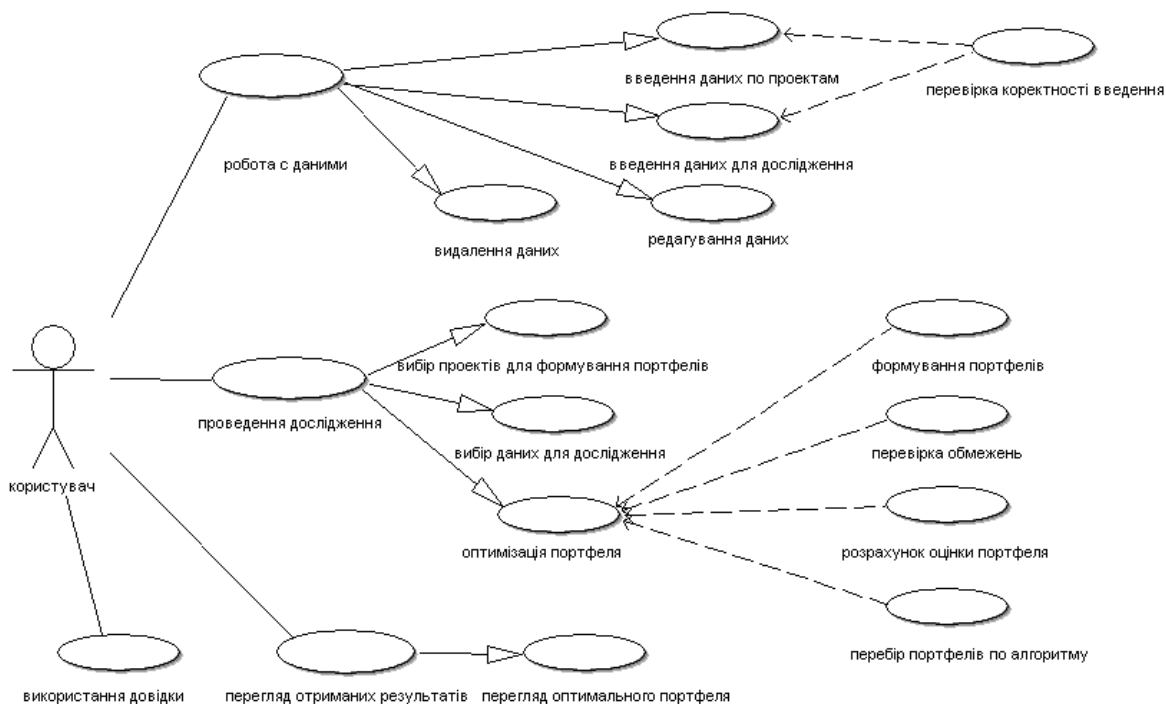 введення даних по проектам
перевірка коректності введення
робота с даними
введення даних для дослідження
видалення даних
редагування даних
вибір проектів для формування портфелів
формування портфелів
проведення дослідження
вибір даних для дослідження
перевірка обмежень
користувач
оптимізація портфеля
розрахунок оцінки портфеля
перебір портфелів по алгоритму
використання довідки
перегляд отриманих результатів
перегляд оптимального портфеля